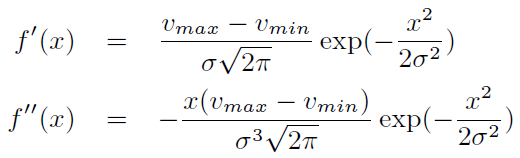 f'(x) = \frac{v_{max} - v_{min}}{\sigma\sqrt{2\pi}} \exp(-\frac{x^2}{2\sigma^2})
f''(x) = -\frac{x(v_{max} - v_{min})}{\sigma^3\sqrt{2\pi}} \exp(-\frac{x^2}{2\sigma^2})